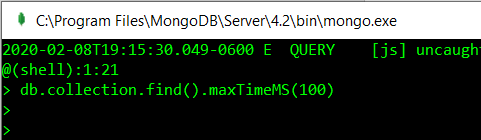 C:\Program Files\MongoDB\Server\4.2\bin\mongo.exe
2020-02-08T19:15:30.049-0600 E  QUERY    [js] uncaught
@(shell):1:21
> db.collection.find().maxTimeMS(100)
>
>